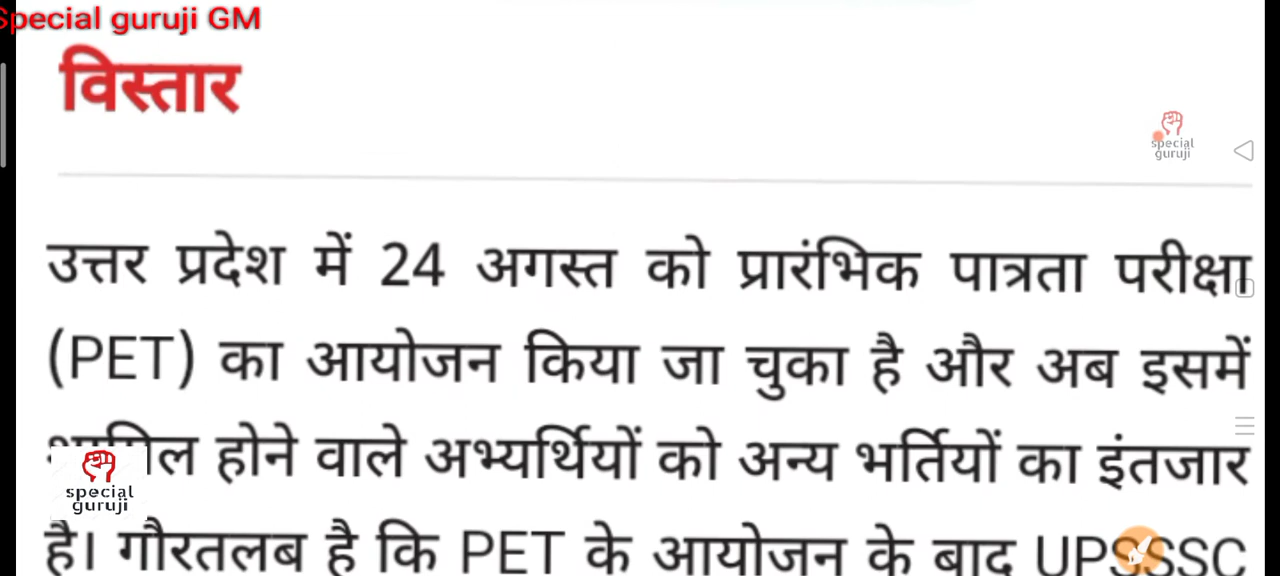 Special guruji GM
विस्तार
special
guruji
उत्तर प्रदेश में 24 अगस्त को प्रारंभिक पात्रता परीक्षा
(PET) का आयोजन किया जा चुका है और अब इसमें
होने वाले अभ्यर्थियों को अन्य भर्तियों का इंतजार
special
guruji
है। गौरतलब है कि PET के आयोजन के बाद UPSSSC